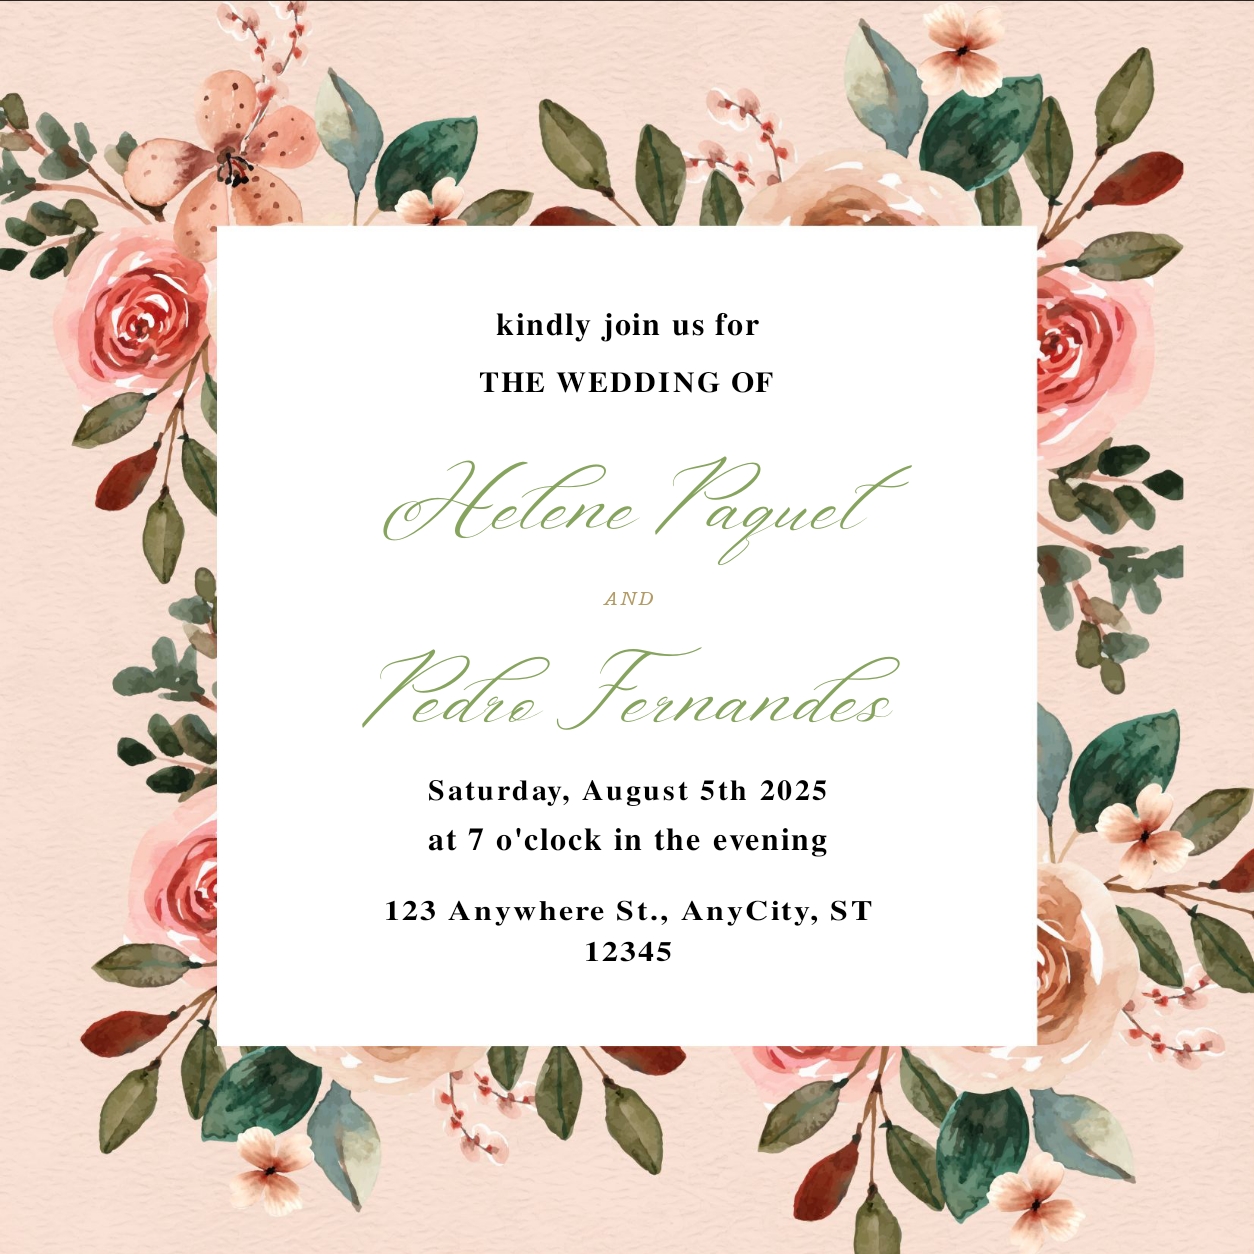 kindly join us for
THE WEDDING OF
Helene Paquet
AND
Pedro Fernandes
Saturday, August 5th 2025
at 7 o'clock in the evening
123 Anywhere St., AnyCity, ST
12345